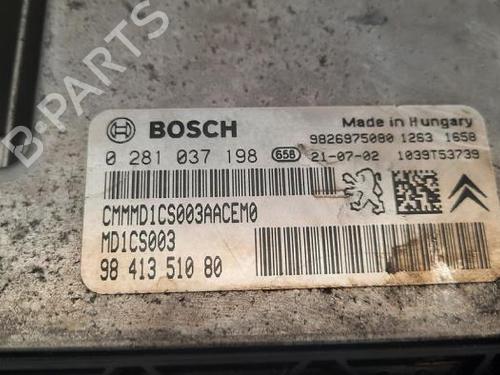 BOSCH
Made in Hungary
9826975080 1263 1658
0 281 037 198 658 21-07-02 1039T53739
CMMMD1CS003AACEM0
MD1CS003
98 413 510 80
B-PARTS